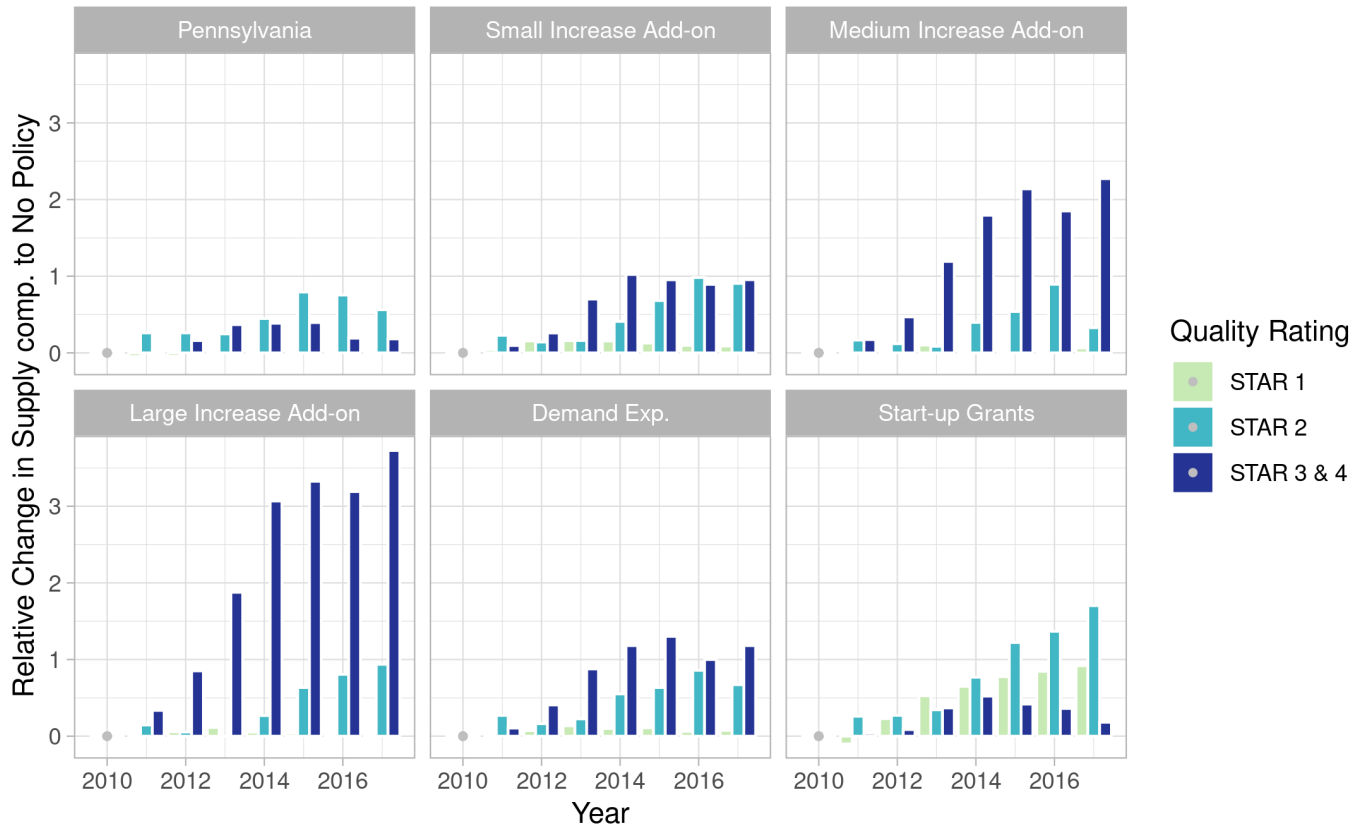 Pennsylvania
Small Increase Add-on
Medium Increase Add-on
3
2
1
0
Large Increase Add-on
Demand Exp.
Start-up Grants
3
2
1
0
2010 2012 2014 2016
2010 2012 2014 2016
2010 2012 2014 2016
Year
Relative Change in Supply comp. to No Policy
Quality Rating
STAR 1
STAR 2
STAR 3 & 4